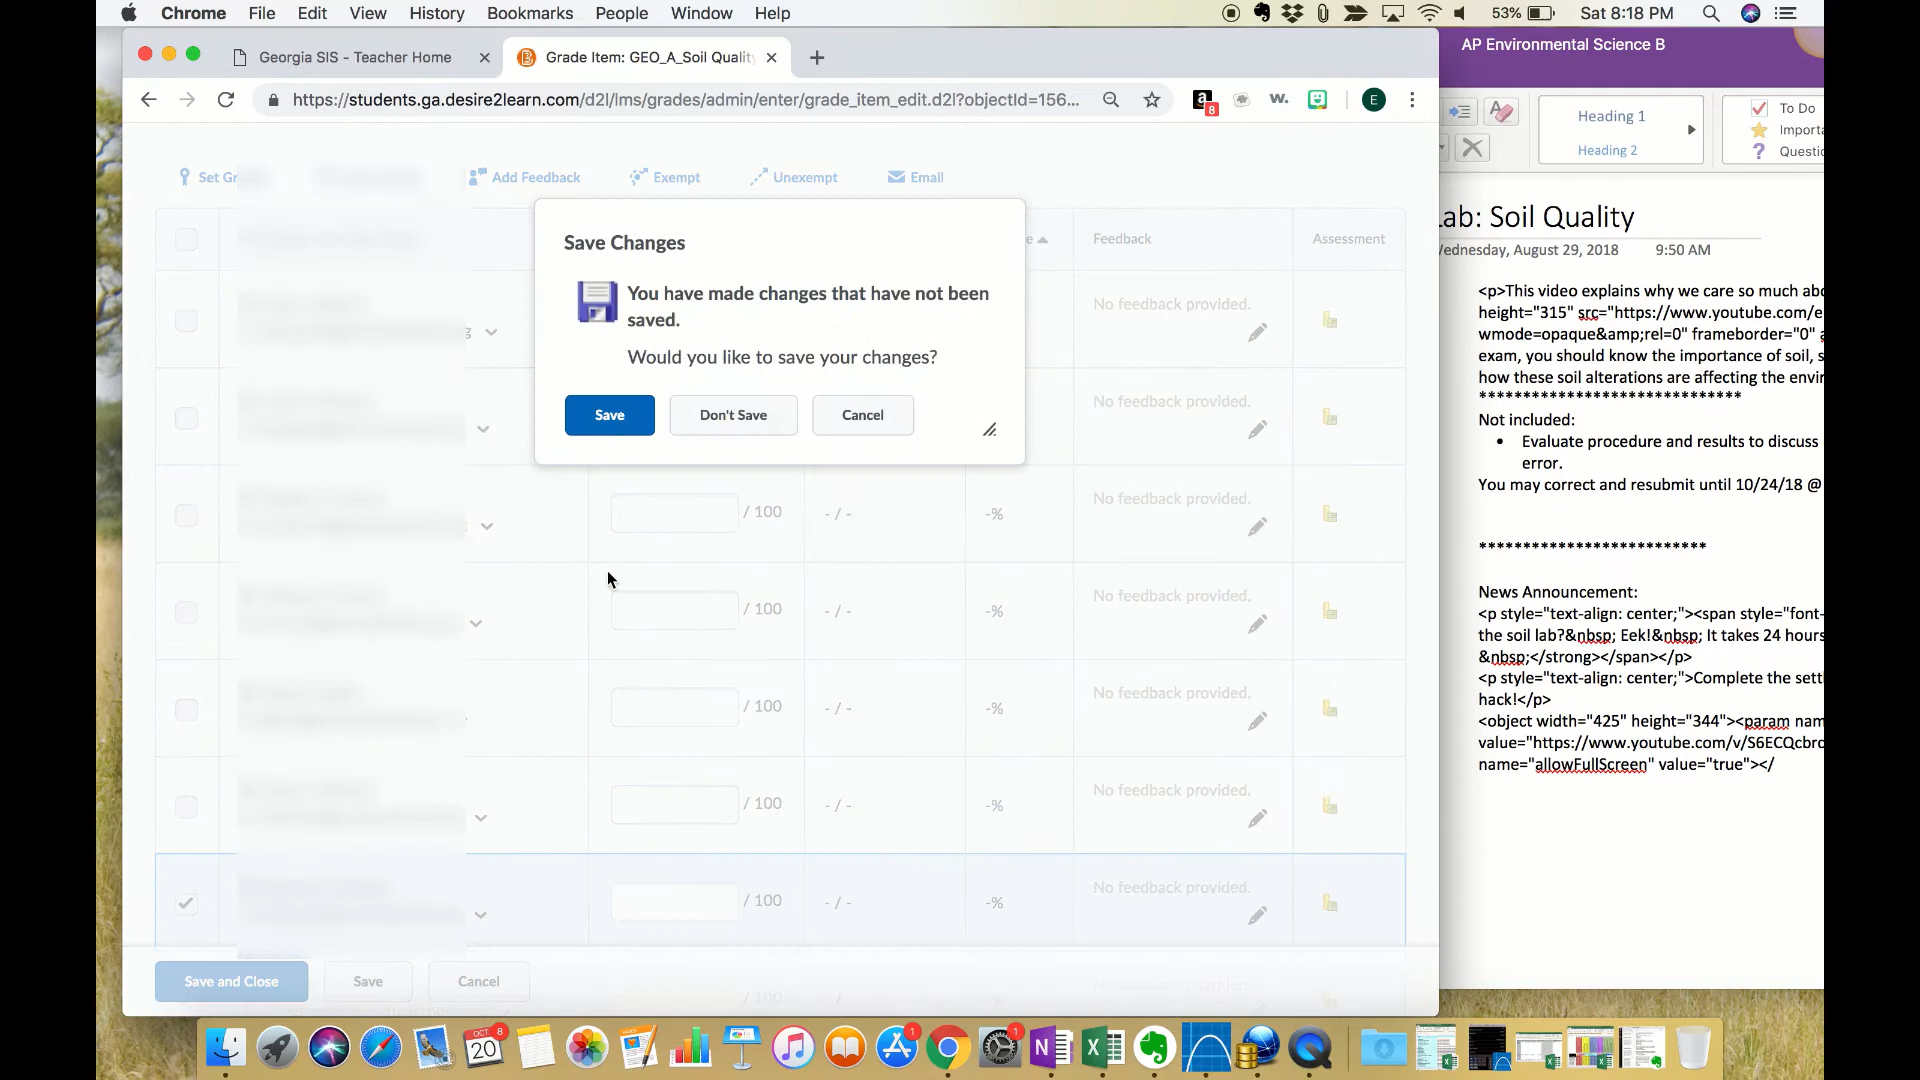 Chrome File Edit View History Bookmarks People Window Help 53% Sat 8:18 PM
AP Environmental Science B
Georgia SIS - Teacher Home
Grade Item: GEO_A_Soil Quality
https://students.ga.desire2learn.com/d2l/lms/grades/admin/enter/grade_item_edit.d2l?objectId=156...
a 8 w. E
Heading 1
Heading 2
To Do
Importa
Questio
Set Gr Add Feedback Exempt Unexempt Email
Save Changes
You have made changes that have not been
saved.
Would you like to save your changes?
Save Don't Save Cancel
e Feedback Assessment
No feedback provided.
No feedback provided.
/ 100 - / - -% No feedback provided.
/ 100 - / - -% No feedback provided.
/ 100 - / - -% No feedback provided.
/ 100 - / - -% No feedback provided.
/ 100 - / - -% No feedback provided.
/ 100
Save and Close Save Cancel
ab: Soil Quality
ednesday, August 29, 2018 9:50 AM
<p>This video explains why we care so much abo
height="315" src="https://www.youtube.com/e
wmode=opaque&amp;rel=0" frameborder="0" a
exam, you should know the importance of soil, s
how these soil alterations are affecting the envir
****************************
Not included:
• Evaluate procedure and results to discuss
error.
You may correct and resubmit until 10/24/18 @
**************************
News Announcement:
<p style="text-align: center;"><span style="font-
the soil lab?&nbsp; Eek!&nbsp; It takes 24 hours
&nbsp;</strong></span></p>
<p style="text-align: center;">Complete the setti
hack!</p>
<object width="425" height="344"><param nam
value="https://www.youtube.com/v/S6ECQcbro
name="allowFullScreen" value="true"></
OCT 8
20
1
1